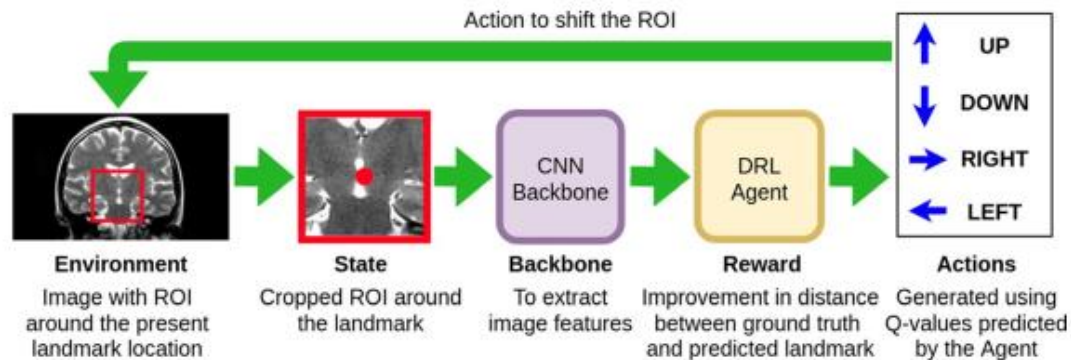 Action to shift the ROI
UP
DOWN
RIGHT
LEFT
CNN
Backbone
DRL
Agent
Environment
Image with ROI
around the present
landmark location
State
Cropped ROI around
the landmark
Backbone
To extract
image features
Reward
Improvement in distance
between ground truth
and predicted landmark
Actions
Generated using
Q-values predicted
by the Agent